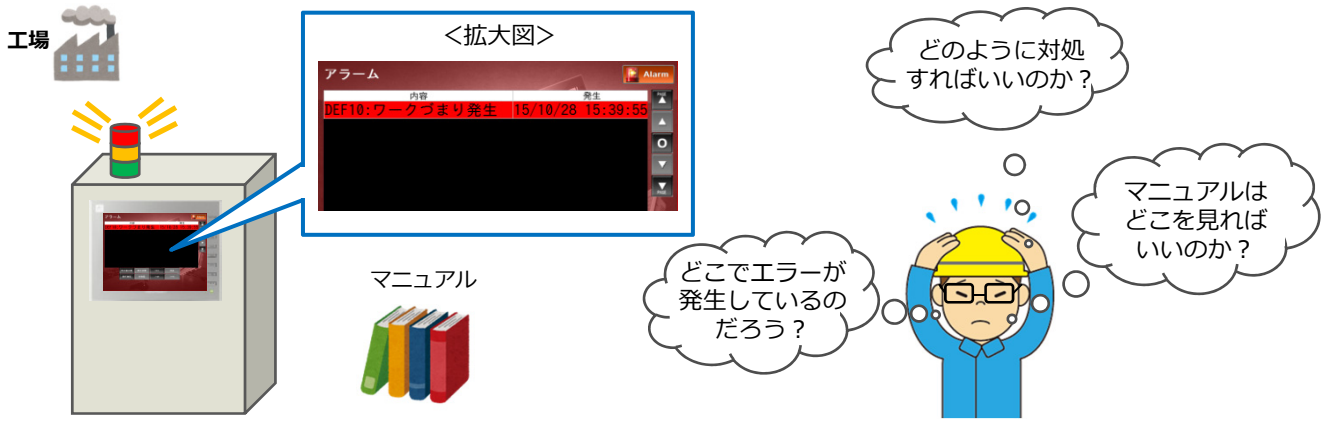 工場
＜拡大図＞
アラーム
Alarm
内容
発生
DEF10:ワークづまり発生 15/10/28 15:39:55
PAGE
O
PAGE
マニュアル
どのように対処
すればいいのか？
マニュアルは
どこを見れば
いいのか？
どこでエラーが
発生しているの
だろう？